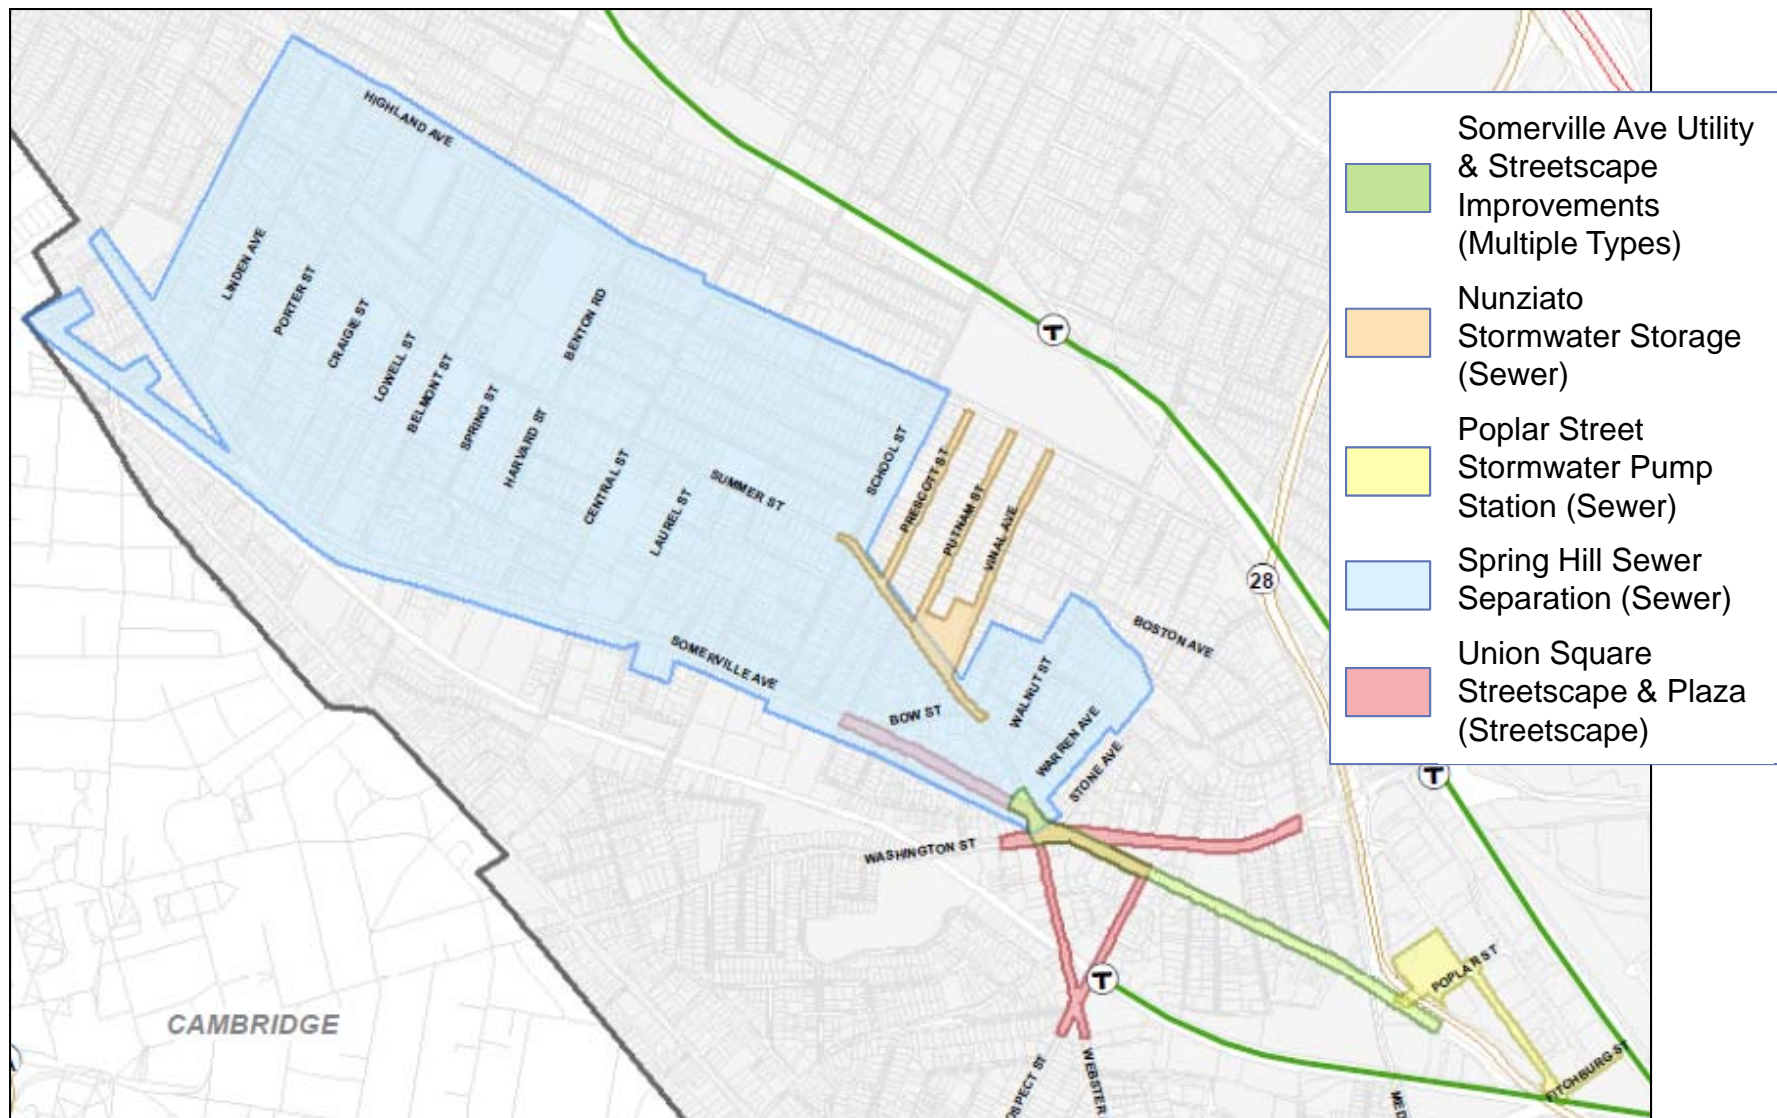 HIGHLAND AVE
LINDEN AVE
PORTER ST
CRAIGIE ST
LOWELL ST
BELMONT ST
SPRING ST
HARVARD ST
BENTON RD
CENTRAL ST
LAUREL ST
SUMMER ST
SCHOOL ST
PRESCOTT ST
PUTNAM ST
VINAL AVE
BOSTON AVE
WALNUT ST
WARREN AVE
STONE AVE
SOMERVILLE AVE
BOW ST
WASHINGTON ST
T
28
T
T
POPLAR ST
FITCHBURG ST
OSPECT ST
WEBSTER
MED
CAMBRIDGE
Somerville Ave Utility
& Streetscape
Improvements
(Multiple Types)
Nunziato
Stormwater Storage
(Sewer)
Poplar Street
Stormwater Pump
Station (Sewer)
Spring Hill Sewer
Separation (Sewer)
Union Square
Streetscape & Plaza
(Streetscape)